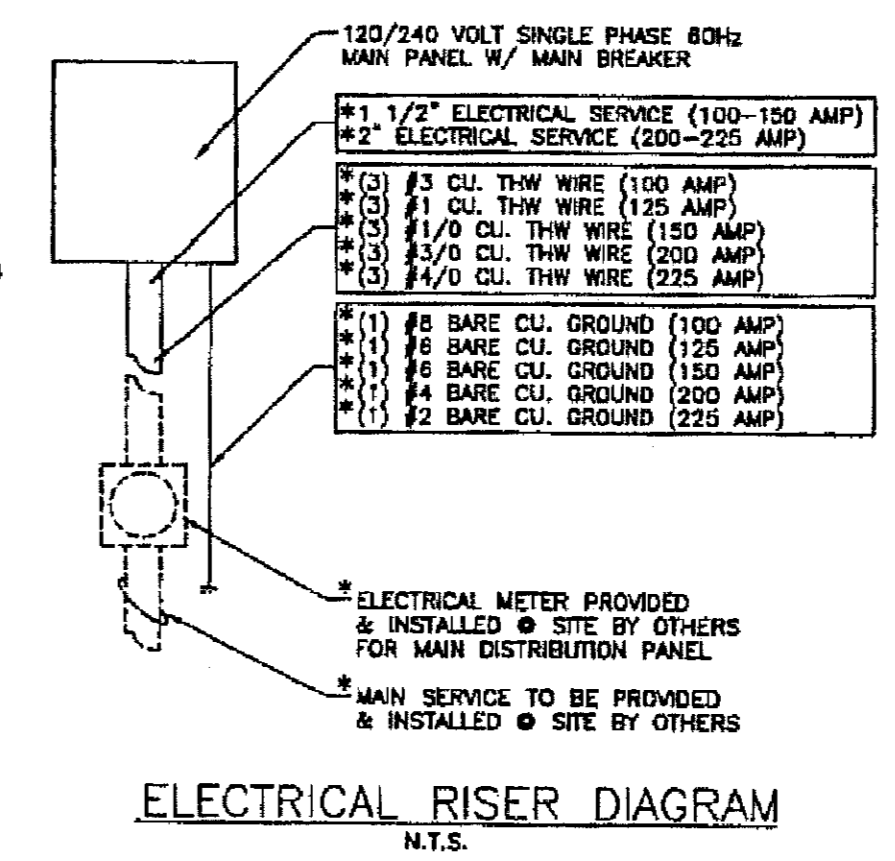 120/240 VOLT SINGLE PHASE 60Hz
MAIN PANEL W/ MAIN BREAKER
*1 1/2" ELECTRICAL SERVICE (100-150 AMP)
*2" ELECTRICAL SERVICE (200-225 AMP)
*(3) #3 CU. THW WIRE (100 AMP)
*(3) #1 CU. THW WIRE (125 AMP)
*(3) #1/0 CU. THW WIRE (150 AMP)
*(3) #3/0 CU. THW WIRE (200 AMP)
*(3) #4/0 CU. THW WIRE (225 AMP)
*(1) #8 BARE CU. GROUND (100 AMP)
*(1) #6 BARE CU. GROUND (125 AMP)
*(1) #6 BARE CU. GROUND (150 AMP)
*(1) #4 BARE CU. GROUND (200 AMP)
*(1) #2 BARE CU. GROUND (225 AMP)
*ELECTRICAL METER PROVIDED
& INSTALLED @ SITE BY OTHERS
FOR MAIN DISTRIBUTION PANEL
*MAIN SERVICE TO BE PROVIDED
& INSTALLED @ SITE BY OTHERS
ELECTRICAL RISER DIAGRAM
N.T.S.